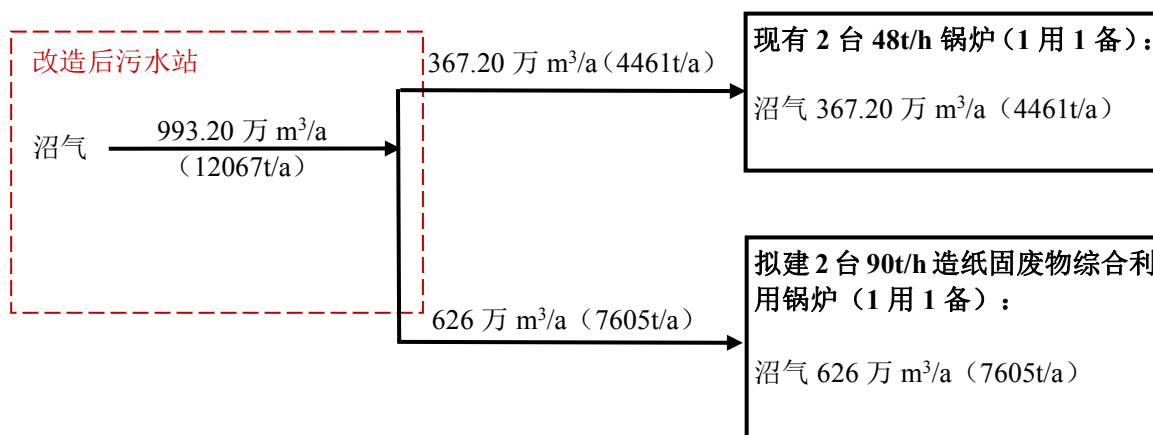 改造后污水站
沼气
993.20 万 m³/a
（12067t/a）
367.20 万 m³/a（4461t/a）
现有 2 台 48t/h 锅炉（1 用 1 备）：
沼气 367.20 万 m³/a（4461t/a）
626 万 m³/a（7605t/a）
拟建 2 台 90t/h 造纸固废物综合利
用锅炉（1 用 1 备）：
沼气 626 万 m³/a（7605t/a）